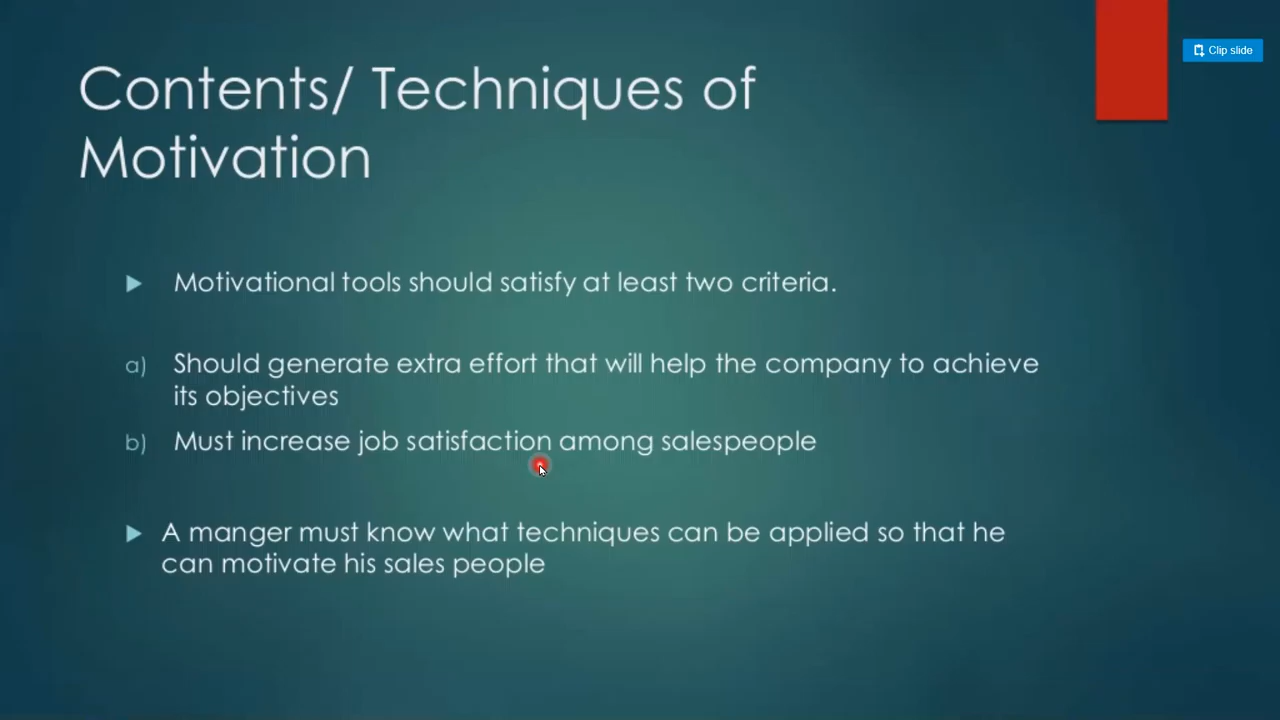 Clip slide
Contents/ Techniques of
Motivation
Motivational tools should satisfy at least two criteria.
a) Should generate extra effort that will help the company to achieve
its objectives
b) Must increase job satisfaction among salespeople
A manger must know what techniques can be applied so that he
can motivate his sales people